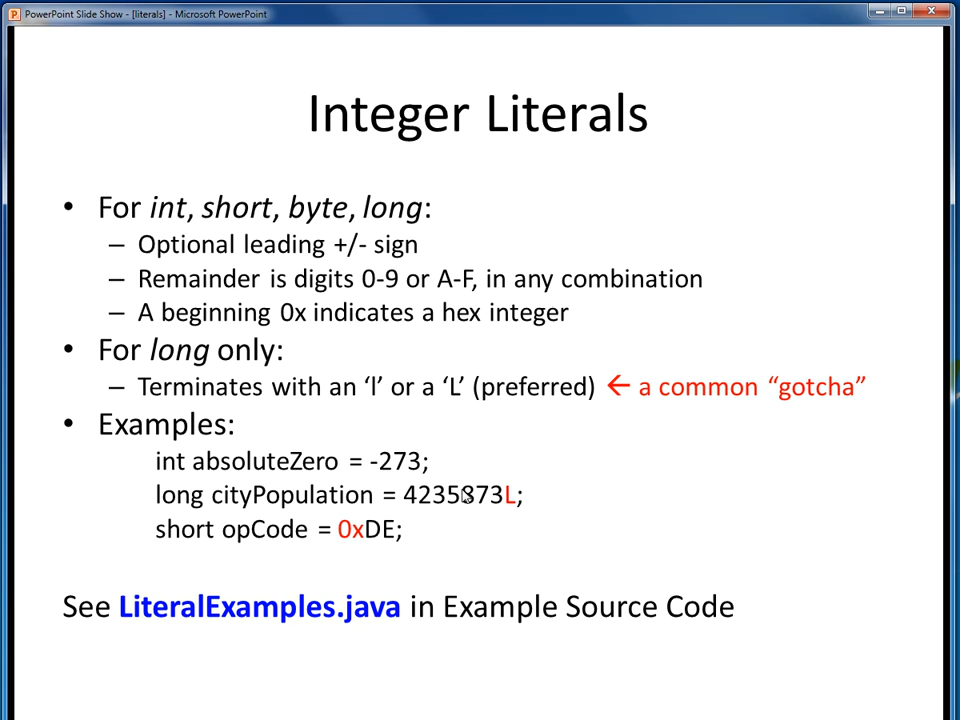 PowerPoint Slide Show - [literals] - Microsoft PowerPoint
Integer Literals
• For int, short, byte, long:
– Optional leading +/- sign
– Remainder is digits 0-9 or A-F, in any combination
– A beginning 0x indicates a hex integer
• For long only:
– Terminates with an ‘l’ or a ‘L’ (preferred) ← a common “gotcha”
• Examples:
int absoluteZero = -273;
long cityPopulation = 4235873L;
short opCode = 0xDE;
See LiteralExamples.java in Example Source Code